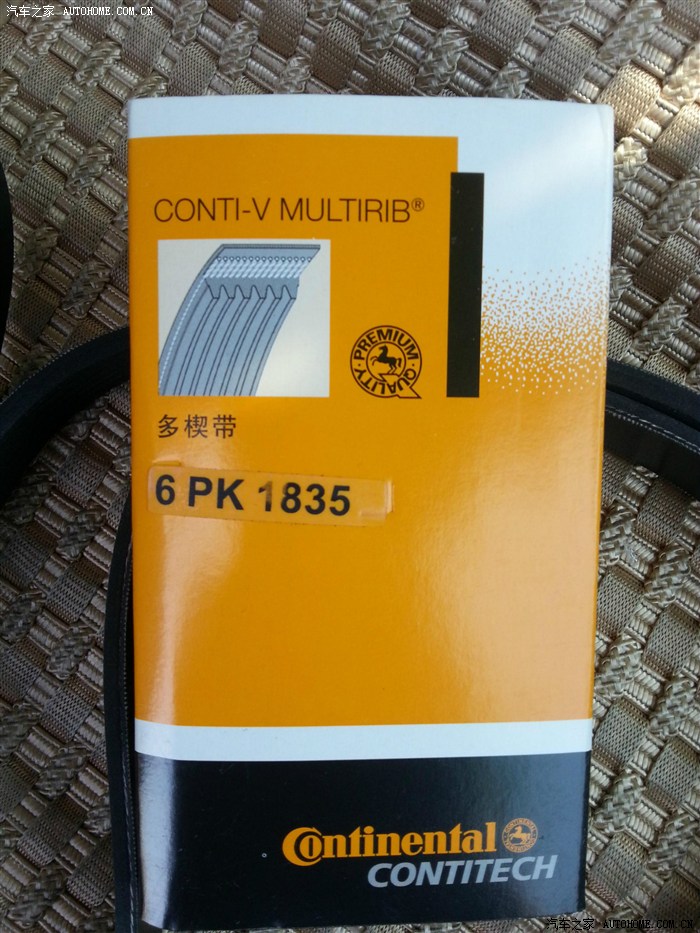 汽车之家 AUTOHOME.COM.CN
CONTI-V MULTIRIB®
PREMIUM QUALITY
多楔带
6 PK 1835
Continental
CONTITECH
汽车之家 AUTOHOME.COM.CN